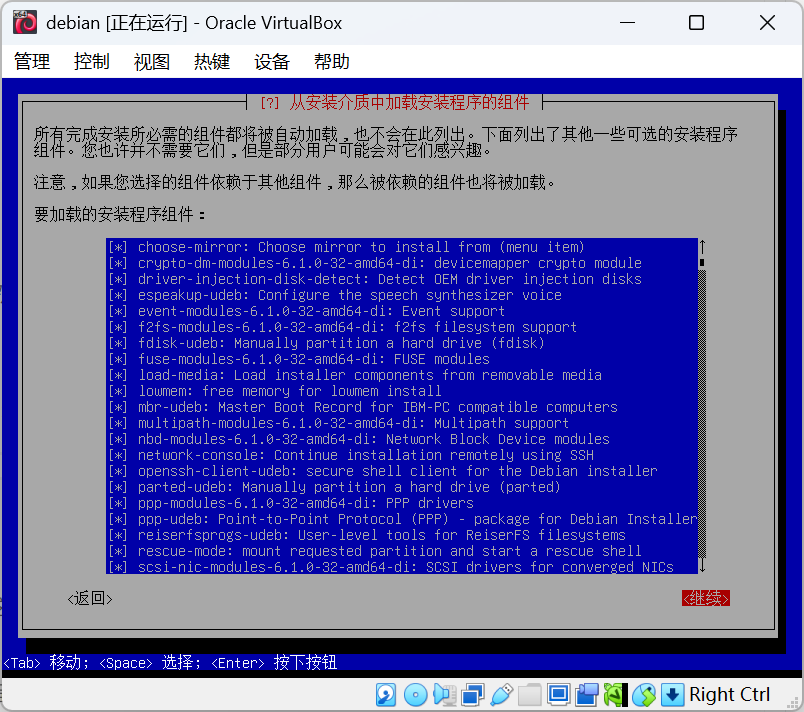 debian [正在运行] - Oracle VirtualBox
管理 控制 视图 热键 设备 帮助
[?] 从安装介质中加载安装程序的组件
所有完成安装所必需的组件都将被自动加载，也不会在此列出。下面列出了其他一些可选的安装程序
组件。您也许并不需要它们，但是部分用户可能会对它们感兴趣。
注意，如果您选择的组件依赖于其他组件，那么被依赖的组件也将被加载。
要加载的安装程序组件：
[*] choose-mirror: Choose mirror to install from (menu item)
[*] crypto-dm-modules-6.1.0-32-amd64-di: devicemapper crypto module
[*] driver-injection-disk-detect: Detect OEM driver injection disks
[*] espeakup-udeb: Configure the speech synthesizer voice
[*] event-modules-6.1.0-32-amd64-di: Event support
[*] f2fs-modules-6.1.0-32-amd64-di: f2fs filesystem support
[*] fdisk-udeb: Manually partition a hard drive (fdisk)
[*] fuse-modules-6.1.0-32-amd64-di: FUSE modules
[*] load-media: Load installer components from removable media
[*] lowmem: free memory for lowmem install
[*] mbr-udeb: Master Boot Record for IBM-PC compatible computers
[*] multipath-modules-6.1.0-32-amd64-di: Multipath support
[*] nbd-modules-6.1.0-32-amd64-di: Network Block Device modules
[*] network-console: Continue installation remotely using SSH
[*] openssh-client-udeb: secure shell client for the Debian installer
[*] parted-udeb: Manually partition a hard drive (parted)
[*] ppp-modules-6.1.0-32-amd64-di: PPP drivers
[*] ppp-udeb: Point-to-Point Protocol (PPP) - package for Debian Installer
[*] reiserfsprogs-udeb: User-level tools for ReiserFS filesystems
[*] rescue-mode: mount requested partition and start a rescue shell
[*] scsi-nic-modules-6.1.0-32-amd64-di: SCSI drivers for converged NICs
<返回> <继续>
<Tab> 移动; <Space> 选择; <Enter> 按下按钮
Right Ctrl